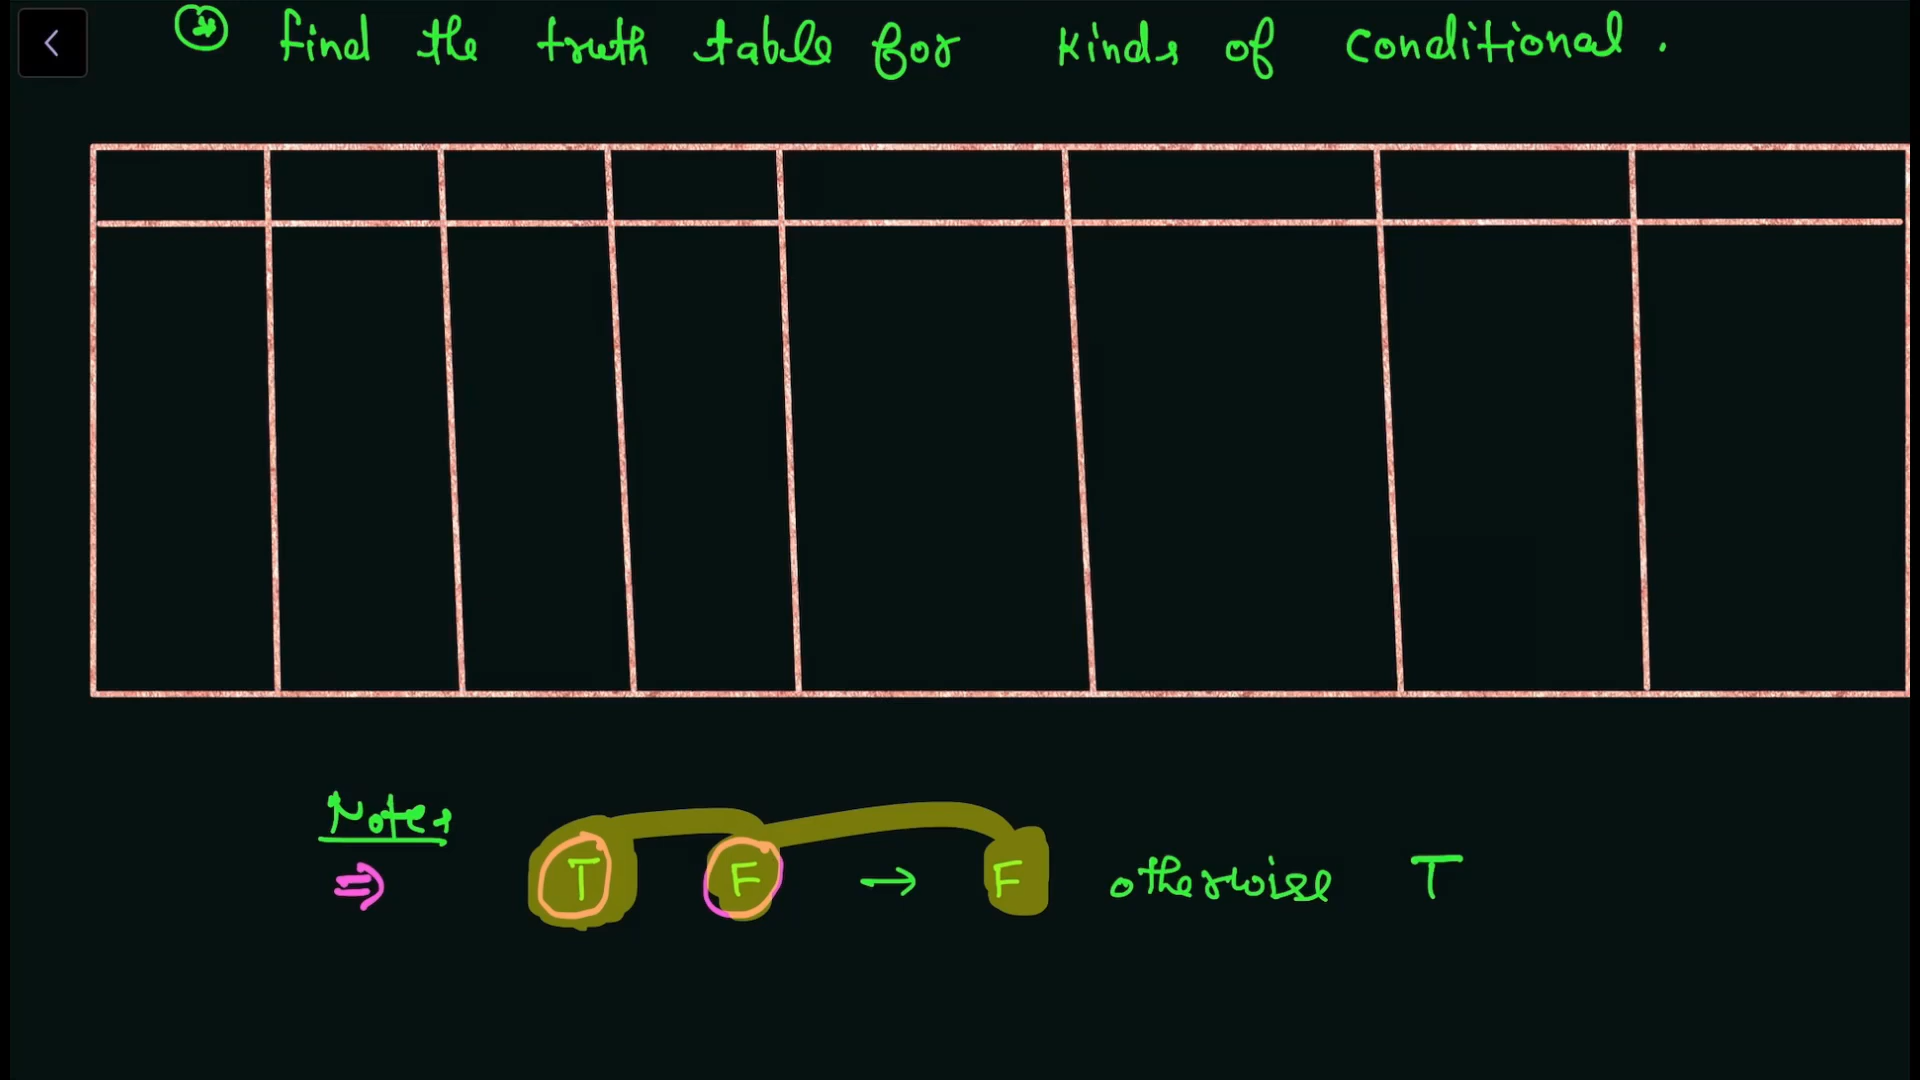 find the truth table for kinds of conditional .
Note
⇒ T F → F otherwise T